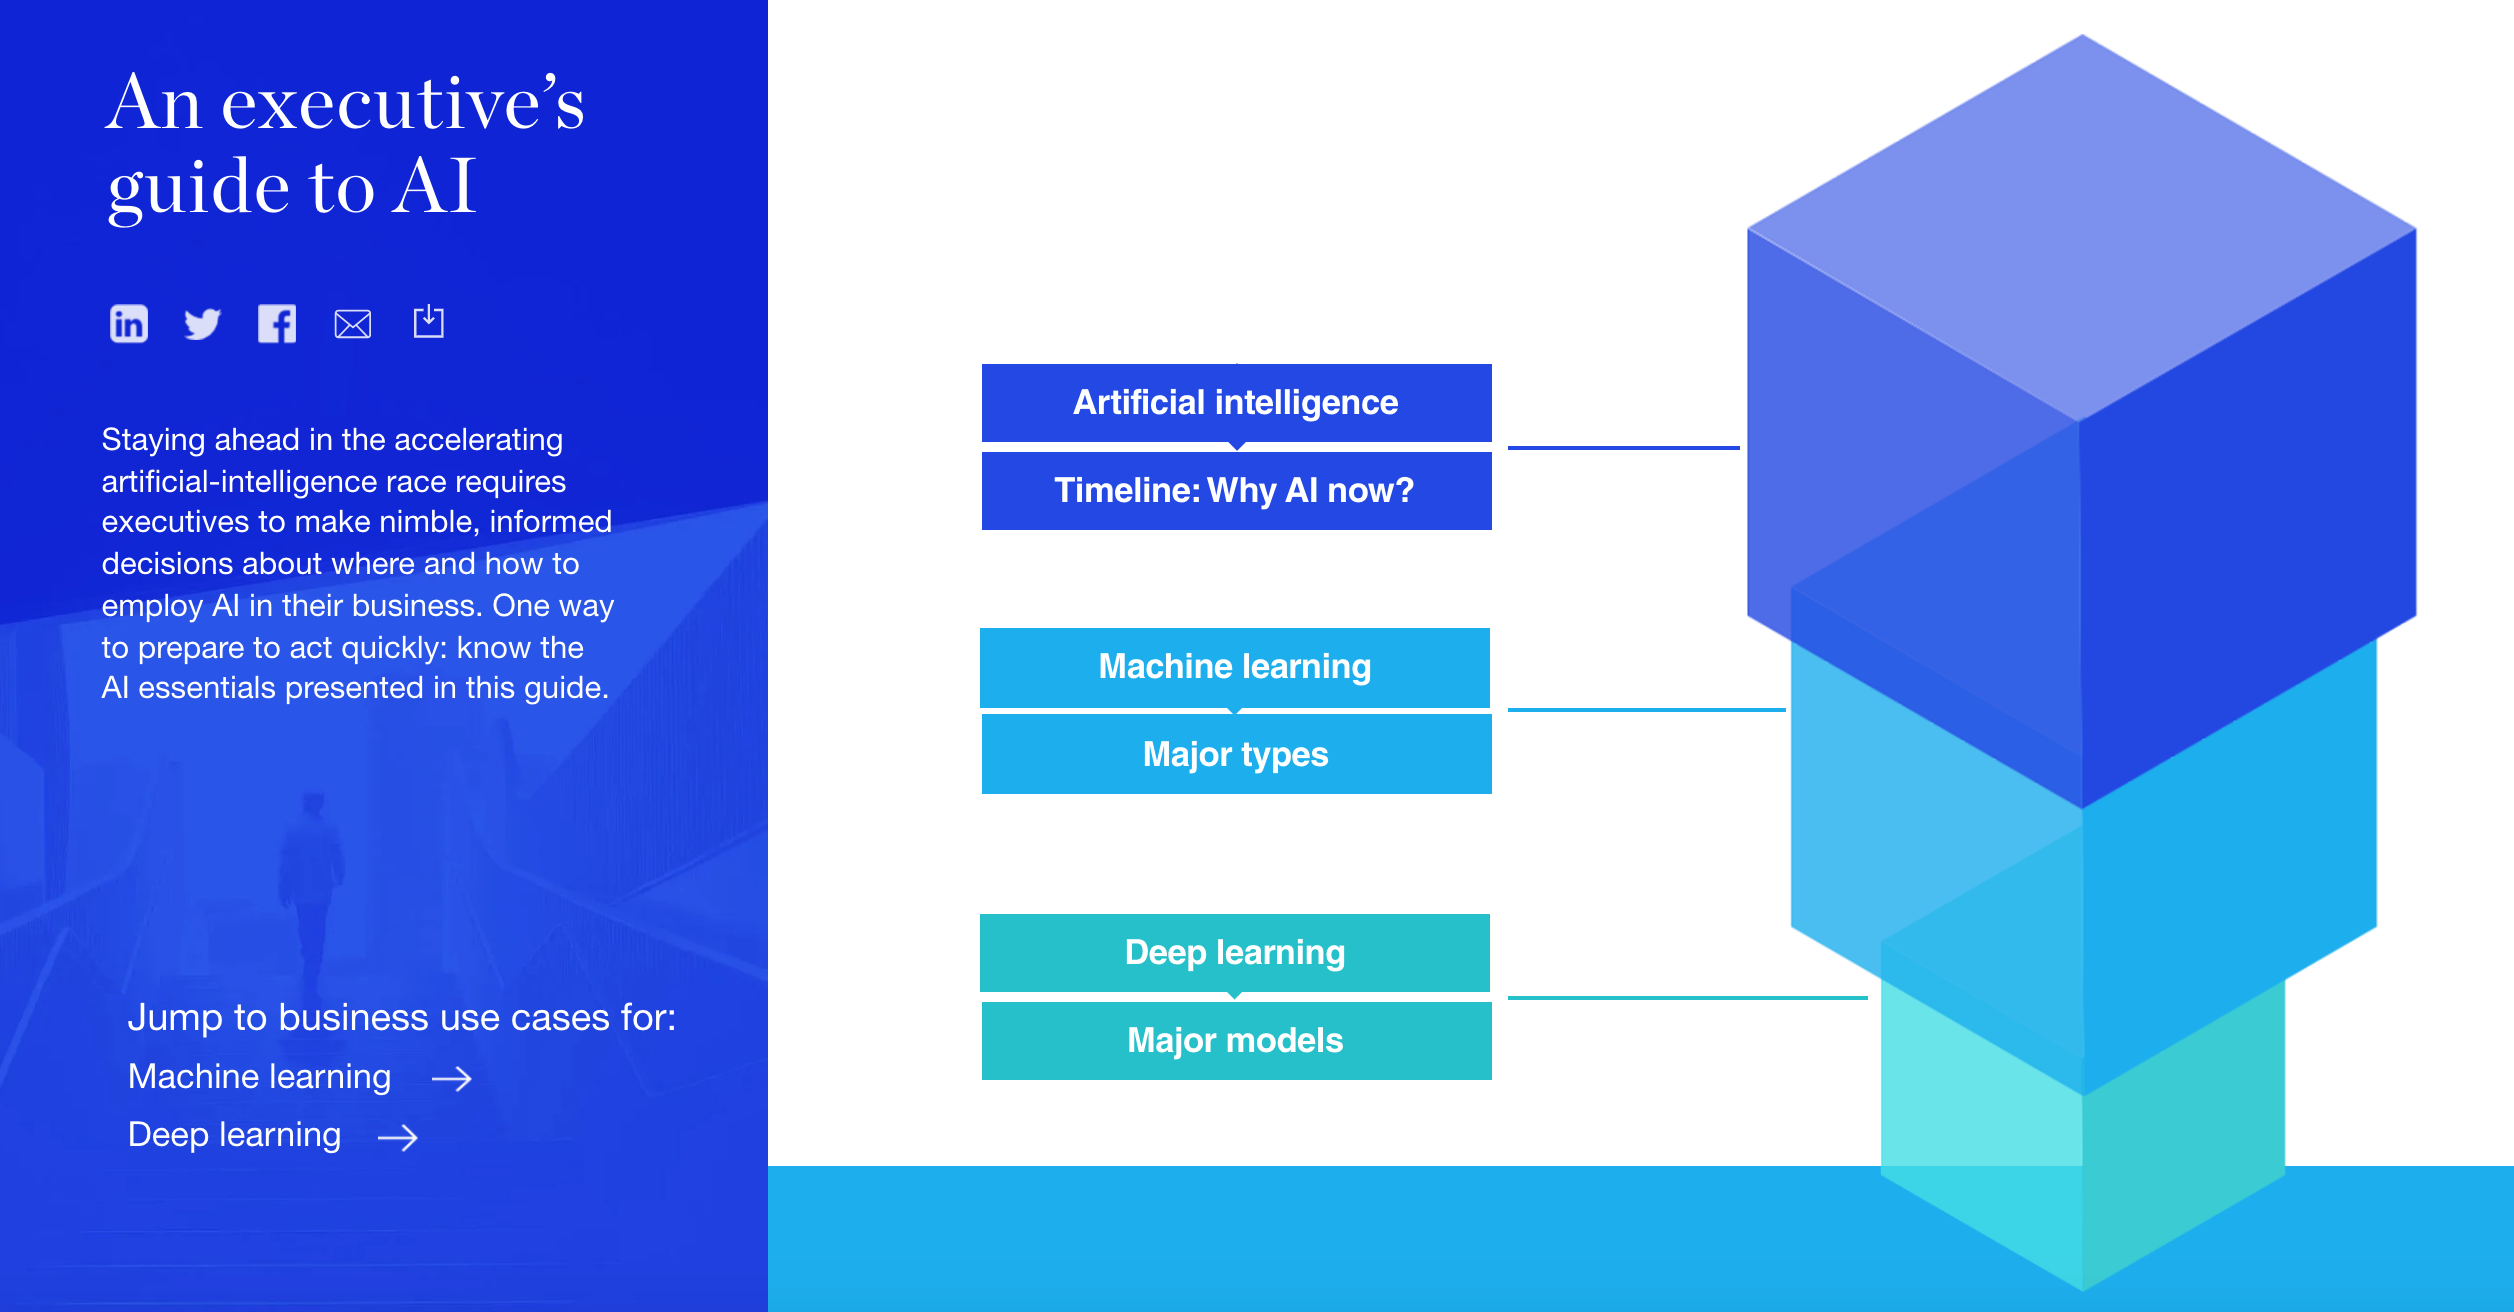 An executive’s
guide to AI
in
f
Staying ahead in the accelerating
artificial-intelligence race requires
executives to make nimble, informed
decisions about where and how to
employ AI in their business. One way
to prepare to act quickly: know the
AI essentials presented in this guide.
Jump to business use cases for:
Machine learning
Deep learning
Artificial intelligence
Timeline: Why AI now?
Machine learning
Major types
Deep learning
Major models